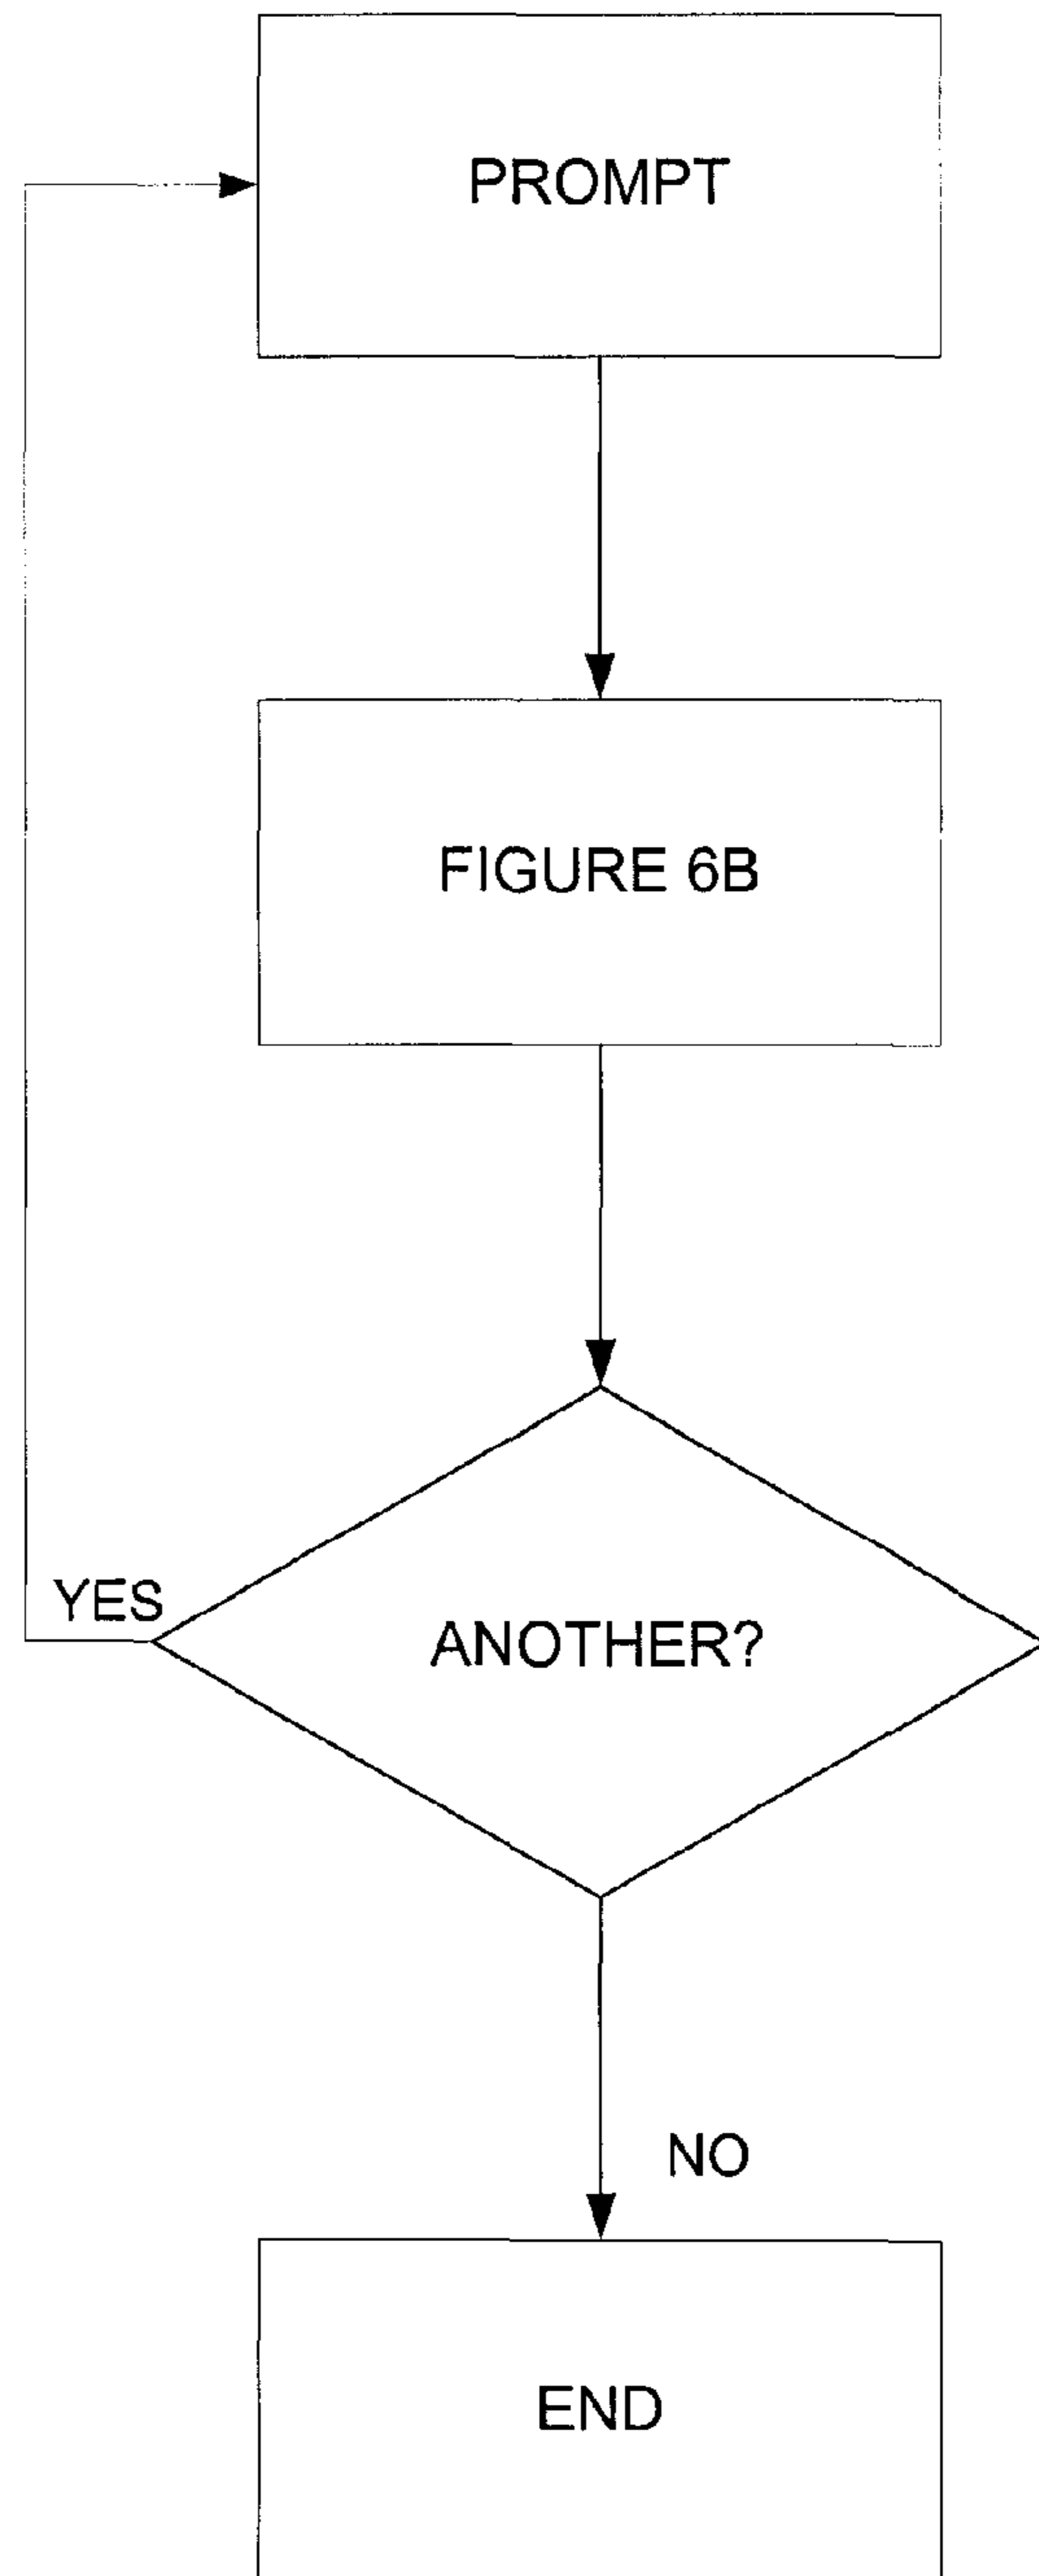 PROMPT
FIGURE 6B
YES
ANOTHER?
NO
END